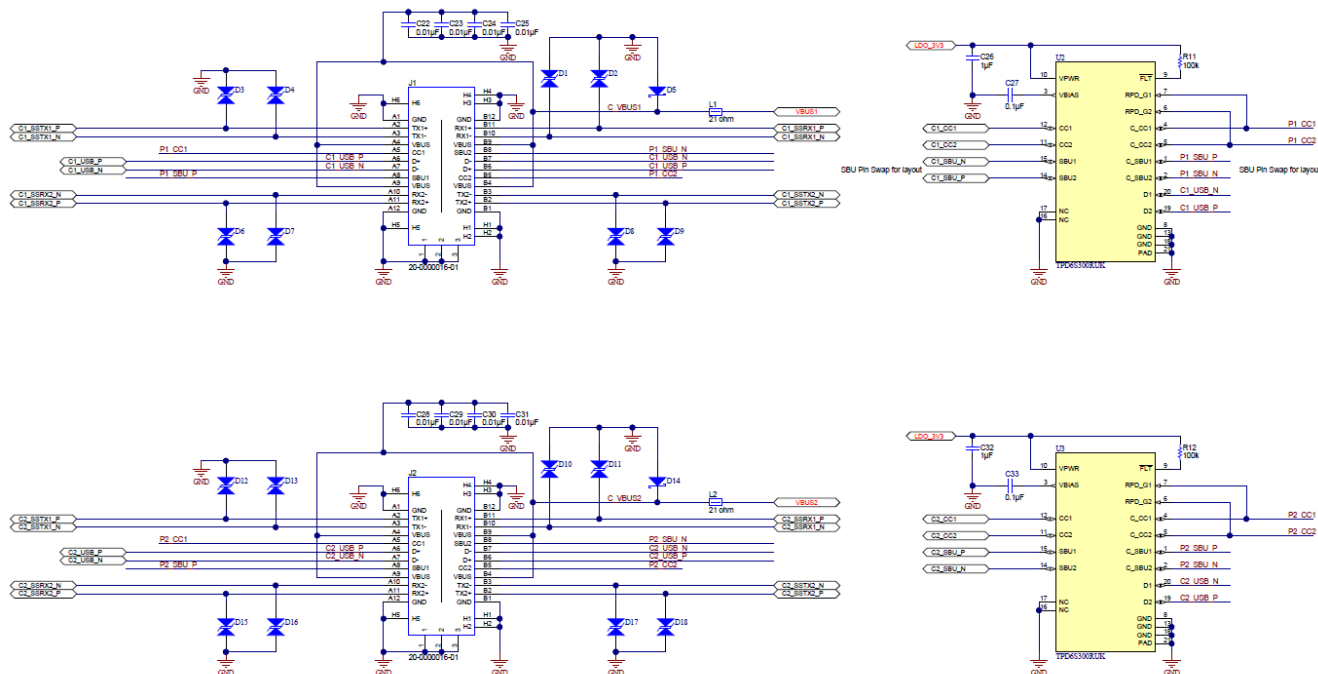 C22 C23 C24 C25
0.01µF 0.01µF 0.01µF 0.01µF
GND
LDO_3V3
C26
1µF
U2
R11
100k
GND
D3 D4
J1
D1 D2
D5
C27
0.1µF
GND
10 VPWR FLT 9
3 VBIAS RPD_G1 7
RPD_G2 6
GND
H6 H4
H3
GND
C_VBUS1
L1
21 ohm
VBUS1
A1 GND GND B12
C1_SSTX1_P A2 TX1+ RX1+ B11 C1_SSRX1_P
C1_SSTX1_N A3 TX1- RX1- B10 C1_SSRX1_N
A4 VBUS VBUS B9
P1_CC1 A5 CC1 SBU2 B8 P1_SBU_N
C1_USB_P C1_USB_P A6 D+ D- B7 C1_USB_N
C1_USB_N C1_USB_N A7 D- D+ B6 C1_USB_P
P1_SBU_P A8 SBU1 CC2 B5 P1_CC2
A9 VBUS VBUS B4
C1_SSRX2_N A10 RX2- TX2- B3 C1_SSTX2_N
C1_SSRX2_P A11 RX2+ TX2+ B2 C1_SSTX2_P
A12 GND GND B1
H5 H1
H2
1 2 3
20-0000016-01
D6 D7
D8 D9
GND GND GND GND
C1_CC1 12 CC1 C_CC1 4 P1_CC1
C1_CC2 11 CC2 C_CC2 5 P1_CC2
C1_SBU_N 15 SBU1 C_SBU1 1 P1_SBU_P
SBU Pin Swap for layout
SBU Pin Swap for layou
C1_SBU_P 14 SBU2 C_SBU2 2 P1_SBU_N
D1 20 C1_USB_N
17 NC D2 19 C1_USB_P
16 NC
GND 8
GND 13
GND 18
PAD 21
TPD6S300RUK
GND GND
C28 C29 C30 C31
0.01µF 0.01µF 0.01µF 0.01µF
GND
LDO_3V3
C32
1µF
U3
R12
100k
GND
D12 D13
J2
D10 D11
D14
C33
0.1µF
GND
10 VPWR FLT 9
3 VBIAS RPD_G1 7
RPD_G2 6
GND
H6 H4
H3
GND
C_VBUS2
L2
21 ohm
VBUS2
A1 GND GND B12
C2_SSTX1_P A2 TX1+ RX1+ B11 C2_SSRX1_P
C2_SSTX1_N A3 TX1- RX1- B10 C2_SSRX1_N
A4 VBUS VBUS B9
P2_CC1 A5 CC1 SBU2 B8 P2_SBU_N
C2_USB_P C2_USB_P A6 D+ D- B7 C2_USB_N
C2_USB_N C2_USB_N A7 D- D+ B6 C2_USB_P
P2_SBU_P A8 SBU1 CC2 B5 P2_CC2
A9 VBUS VBUS B4
C2_SSRX2_N A10 RX2- TX2- B3 C2_SSTX2_N
C2_SSRX2_P A11 RX2+ TX2+ B2 C2_SSTX2_P
A12 GND GND B1
H5 H1
H2
1 2 3
20-0000016-01
D15 D16
D17 D18
GND GND GND GND
C2_CC1 12 CC1 C_CC1 4 P2_CC1
C2_CC2 11 CC2 C_CC2 5 P2_CC2
C2_SBU_P 15 SBU1 C_SBU1 1 P2_SBU_P
C2_SBU_N 14 SBU2 C_SBU2 2 P2_SBU_N
D1 20 C2_USB_N
17 NC D2 19 C2_USB_P
16 NC
GND 8
GND 13
GND 18
PAD 21
TPD6S300RUK
GND GND